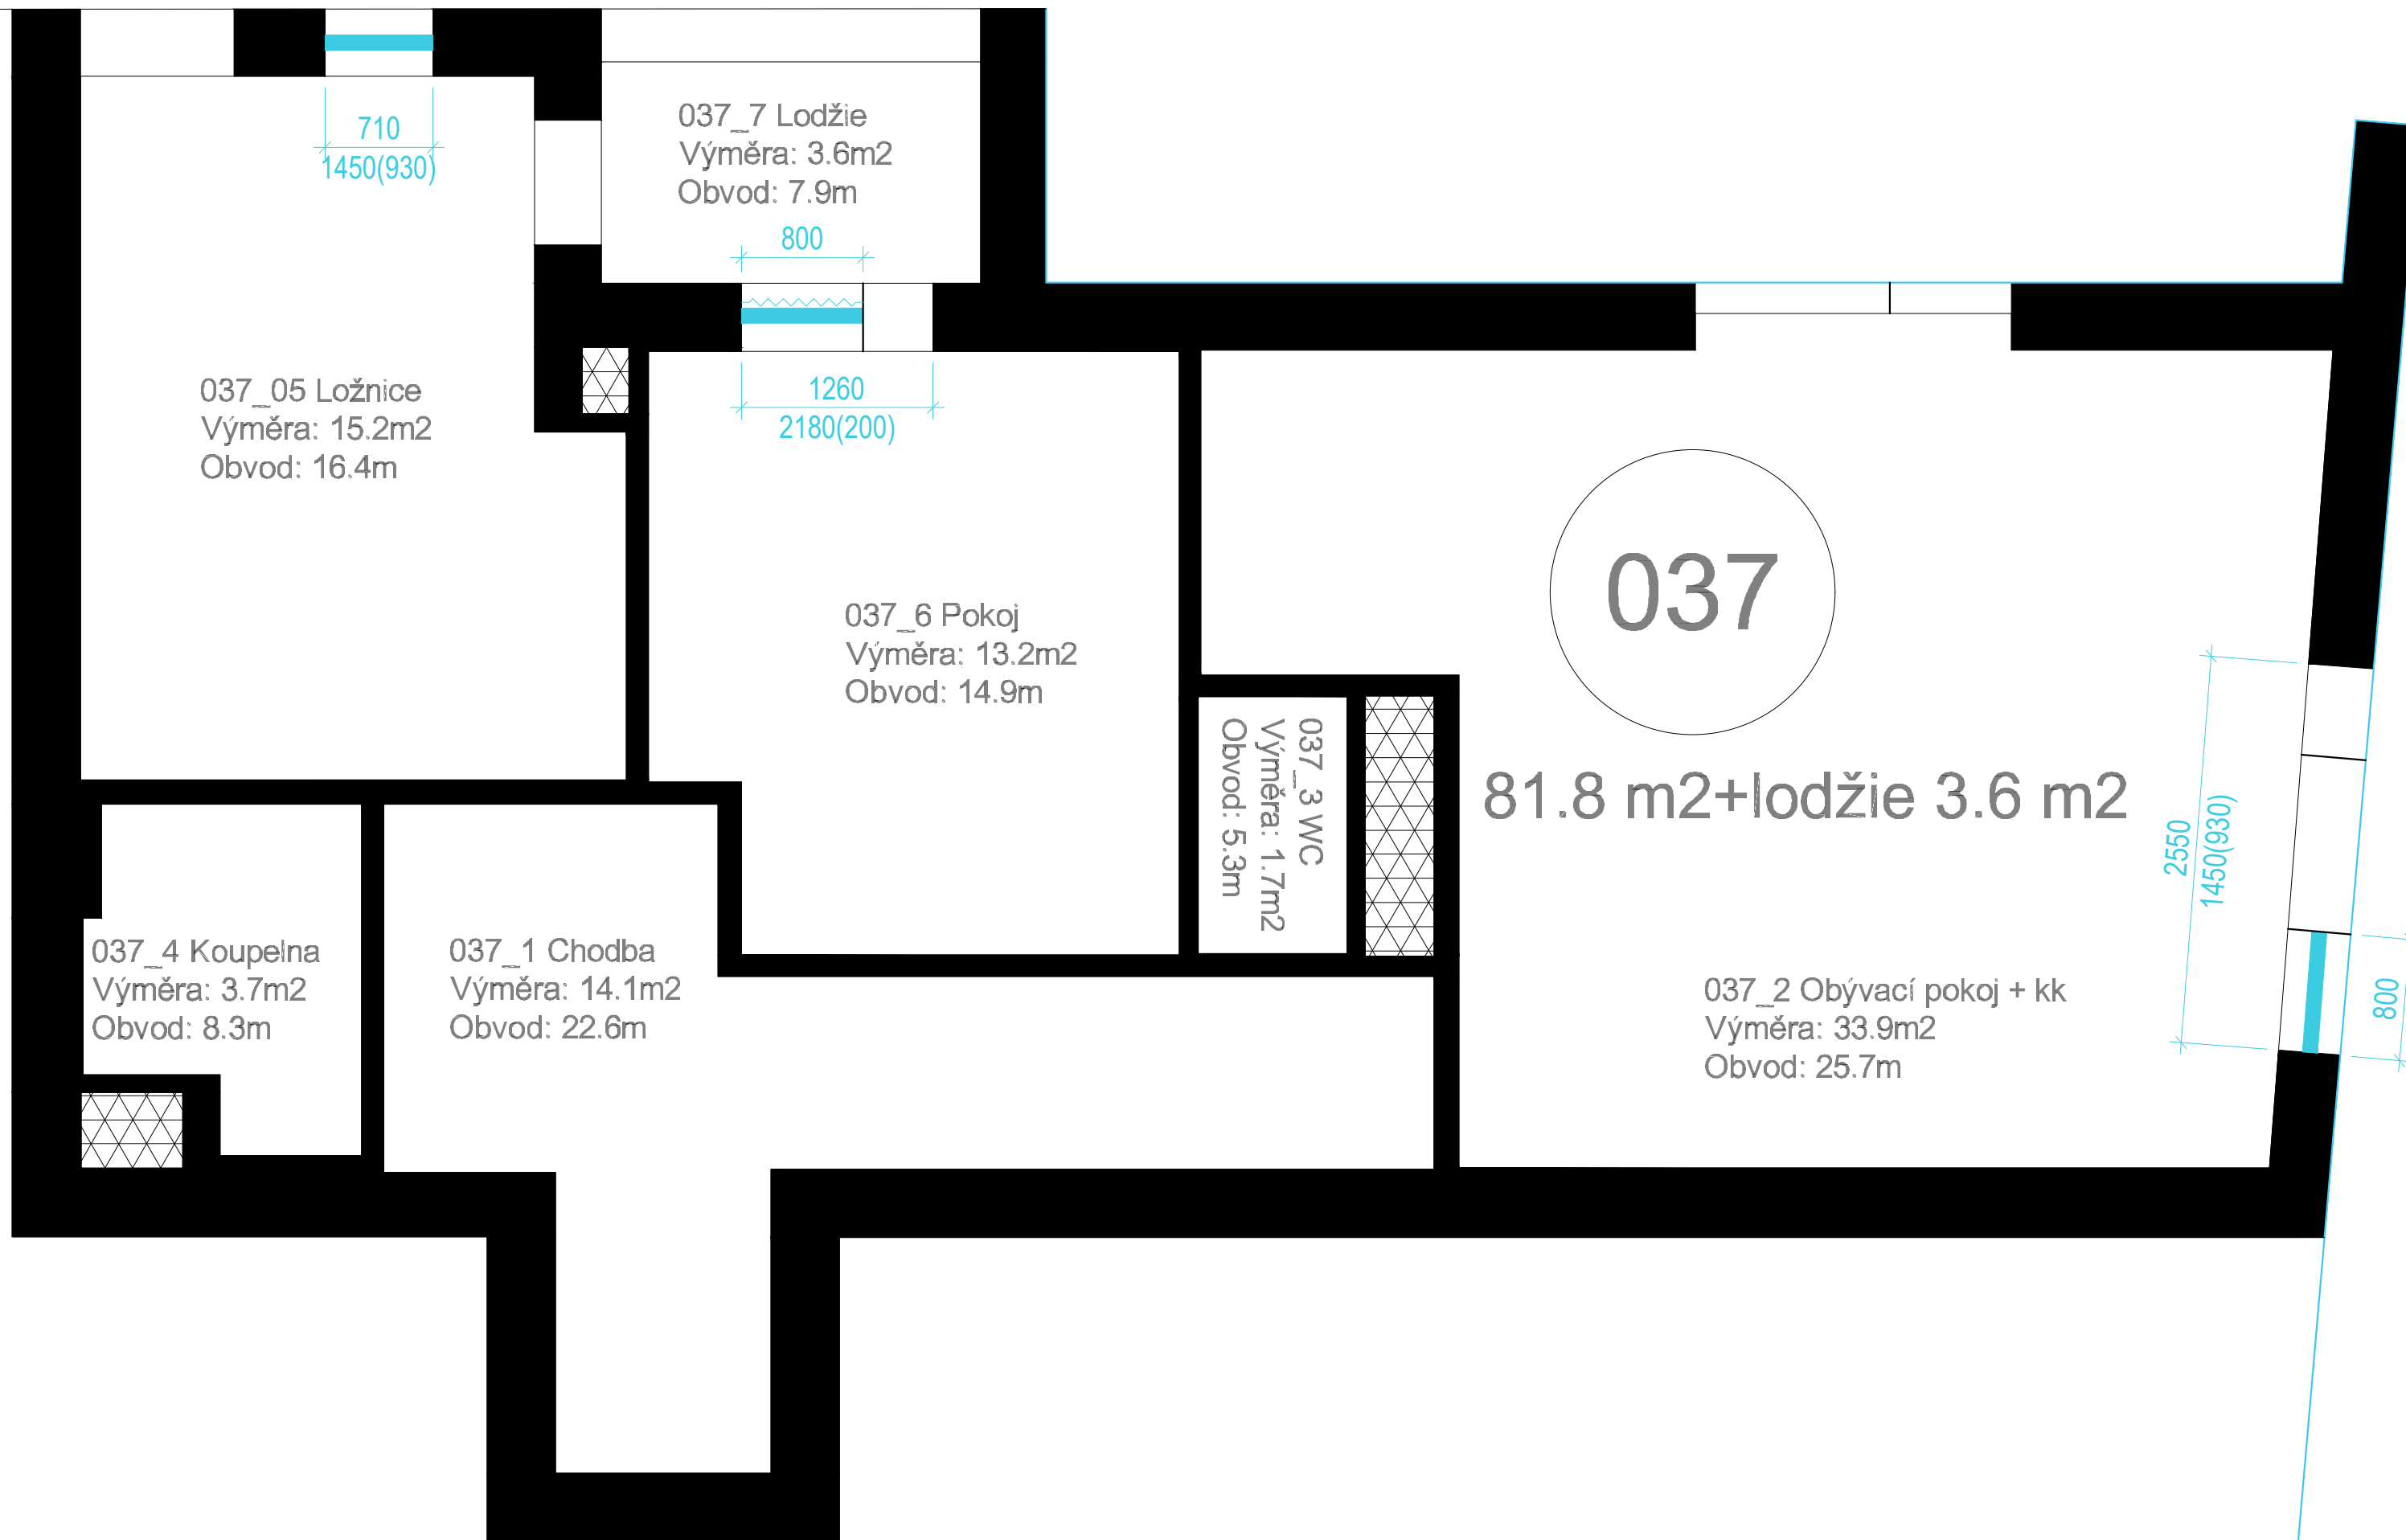 037_7 Lodžie
Výměra: 3.6m2
Obvod: 7.9m
710
1450(930)
800
037_05 Ložnice
Výměra: 15.2m2
Obvod: 16.4m
1260
2180(200)
037_6 Pokoj
Výměra: 13.2m2
Obvod: 14.9m
037
81.8 m2+lodžie 3.6 m2
037_3 WC
Výměra: 1.7m2
Obvod: 5.3m
2550
1450(930)
800
037_4 Koupelna
Výměra: 3.7m2
Obvod: 8.3m
037_1 Chodba
Výměra: 14.1m2
Obvod: 22.6m
037_2 Obývací pokoj + kk
Výměra: 33.9m2
Obvod: 25.7m